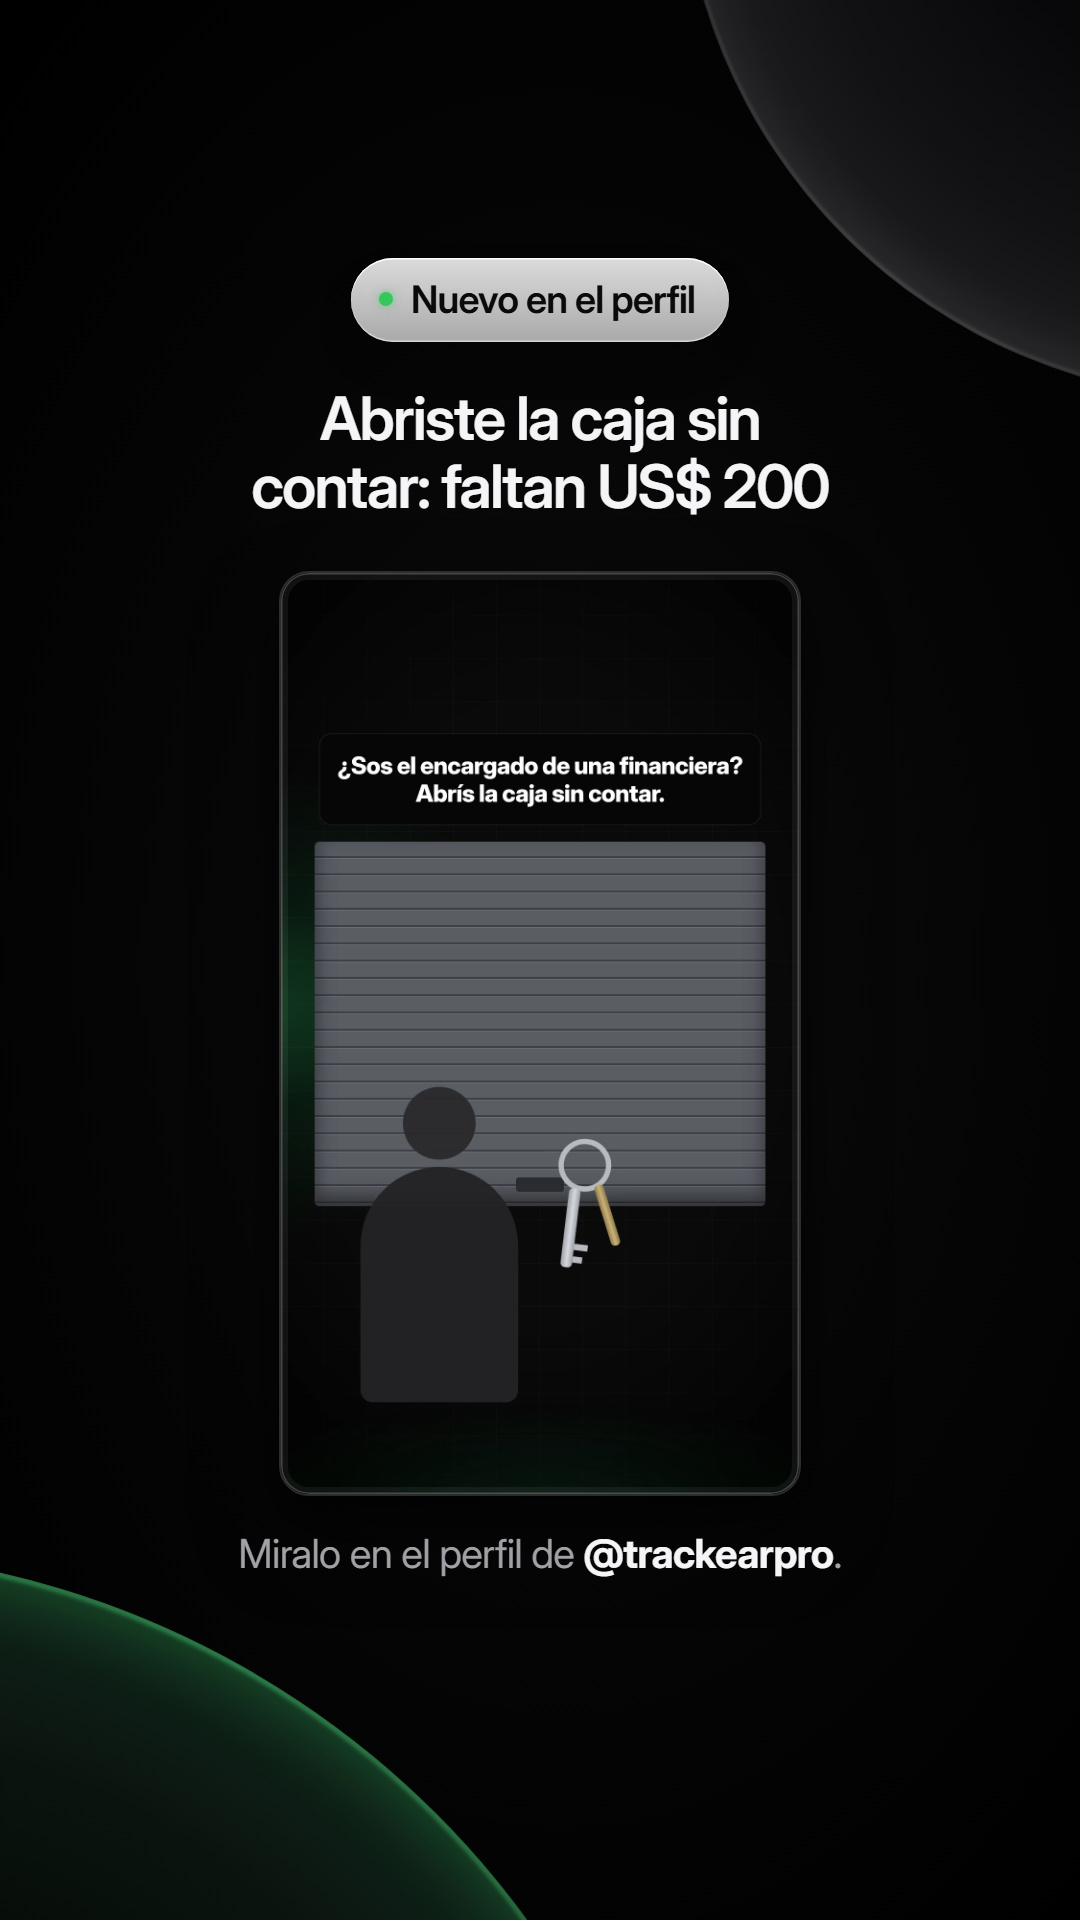 Nuevo en el perfil
Abriste la caja sin
contar: faltan US$ 200
¿Sos el encargado de una financiera?
Abrís la caja sin contar.
Miralo en el perfil de @trackearpro.